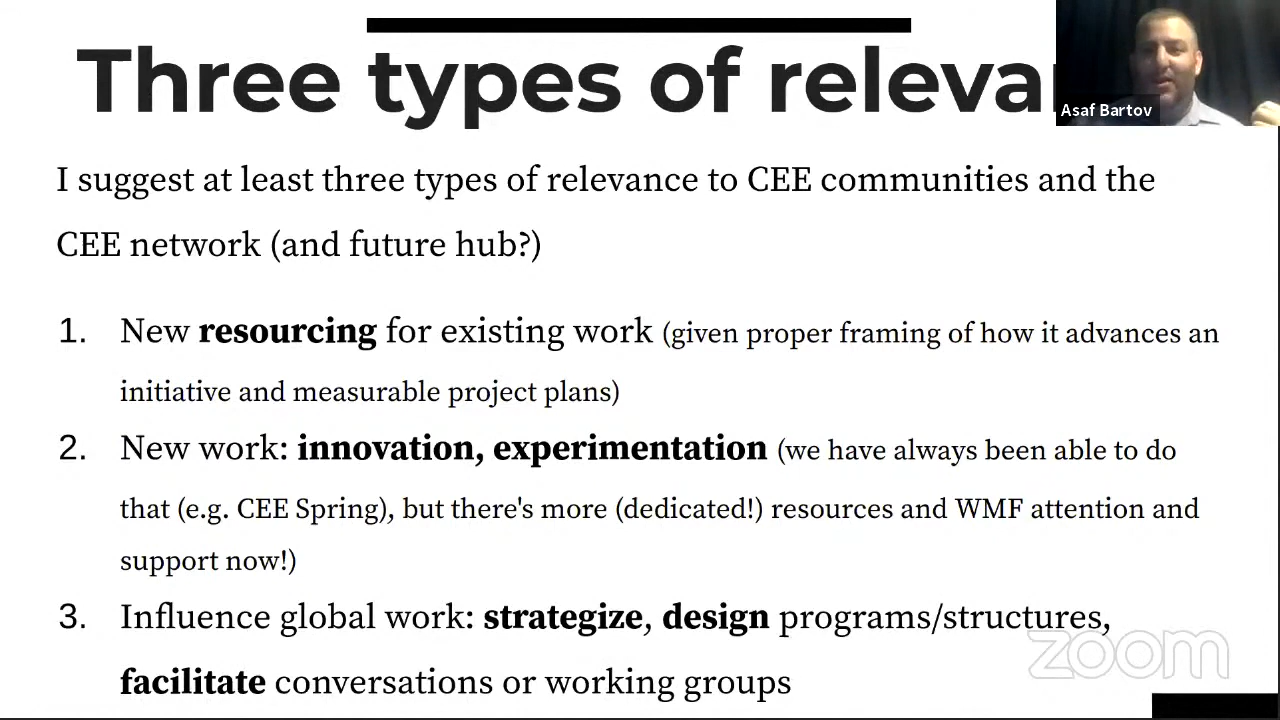 Three types of releva
Asaf Bartov
I suggest at least three types of relevance to CEE communities and the
CEE network (and future hub?)
1. New resourcing for existing work (given proper framing of how it advances an
initiative and measurable project plans)
2. New work: innovation, experimentation (we have always been able to do
that (e.g. CEE Spring), but there's more (dedicated!) resources and WMF attention and
support now!)
3. Influence global work: strategize, design programs/structures,
facilitate conversations or working groups
zoom